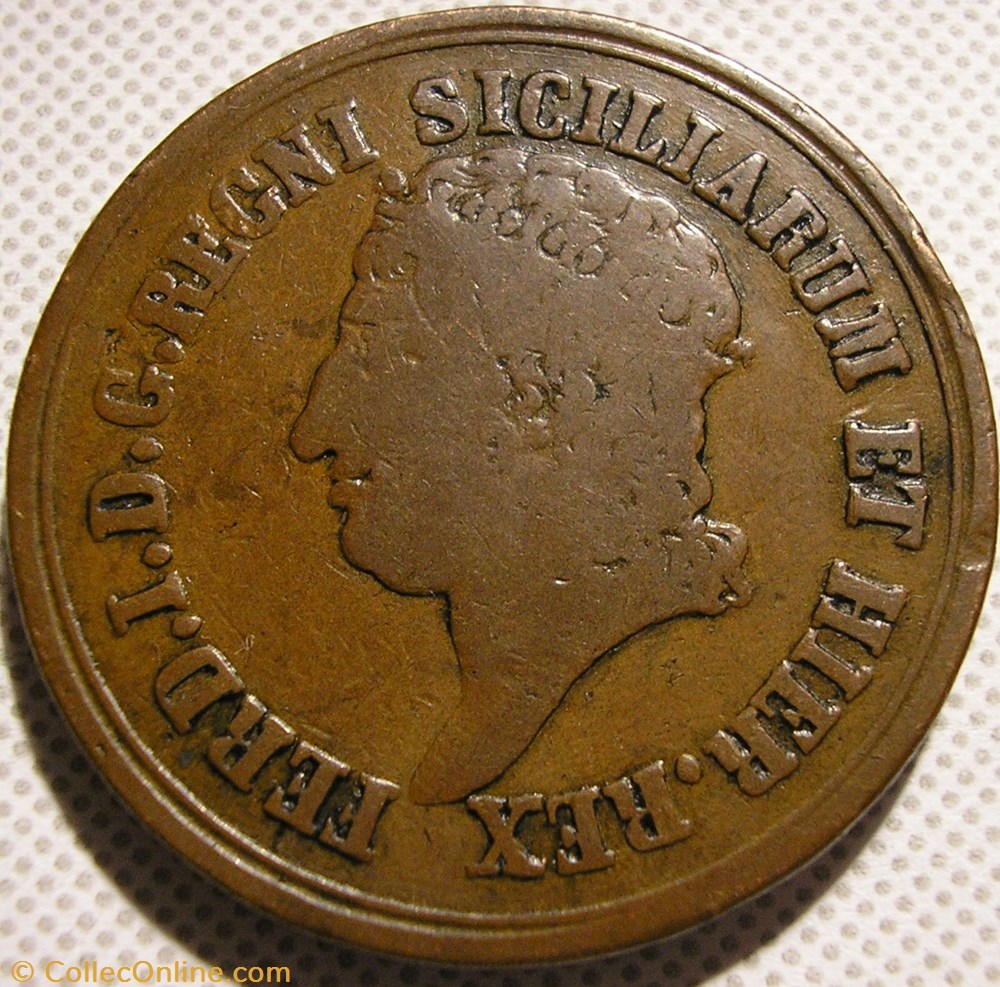 FERD.I.D.G.REGNI SICILIARUM ET HIER.REX
© CollecOnline.com